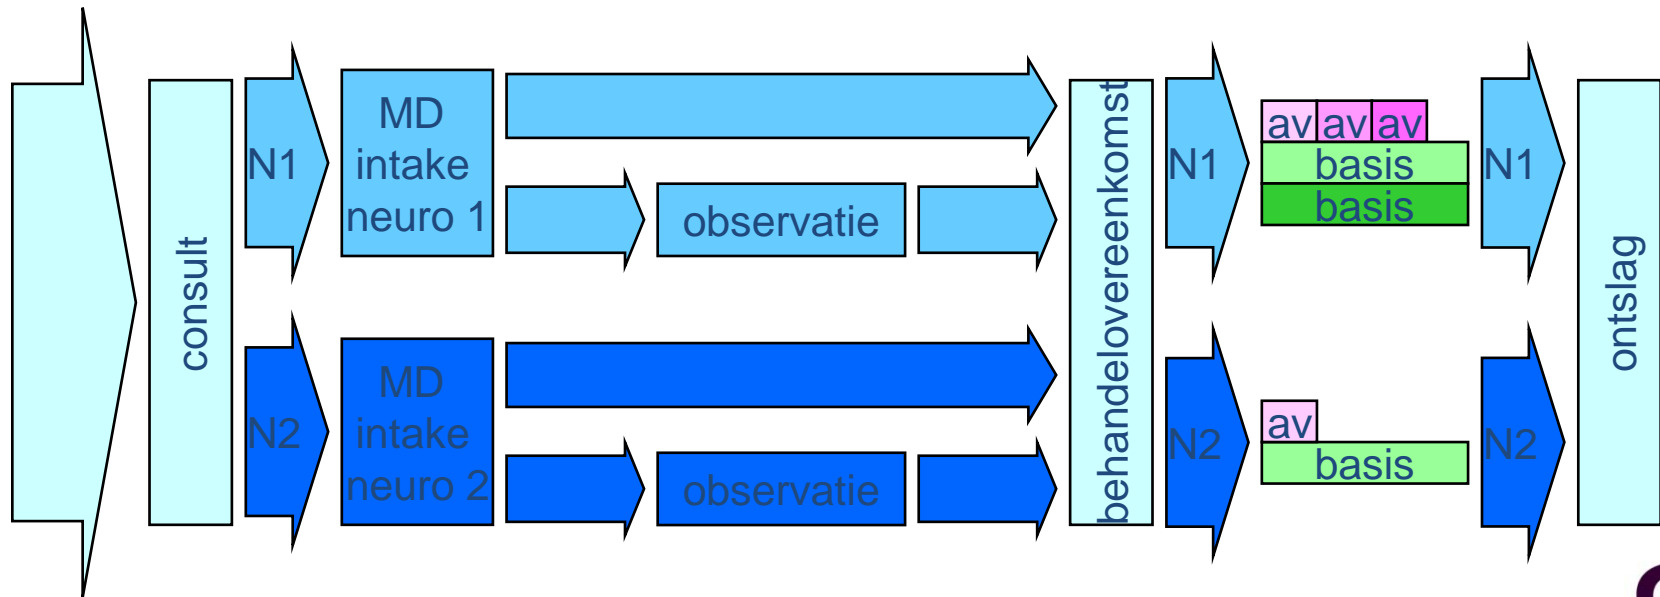 consult
N1
MD
intake
neuro 1
observatie
N2
MD
intake
neuro 2
observatie
behandelovereenkomst
N1
av av av
basis
basis
N1
N2
av
basis
N2
ontslag